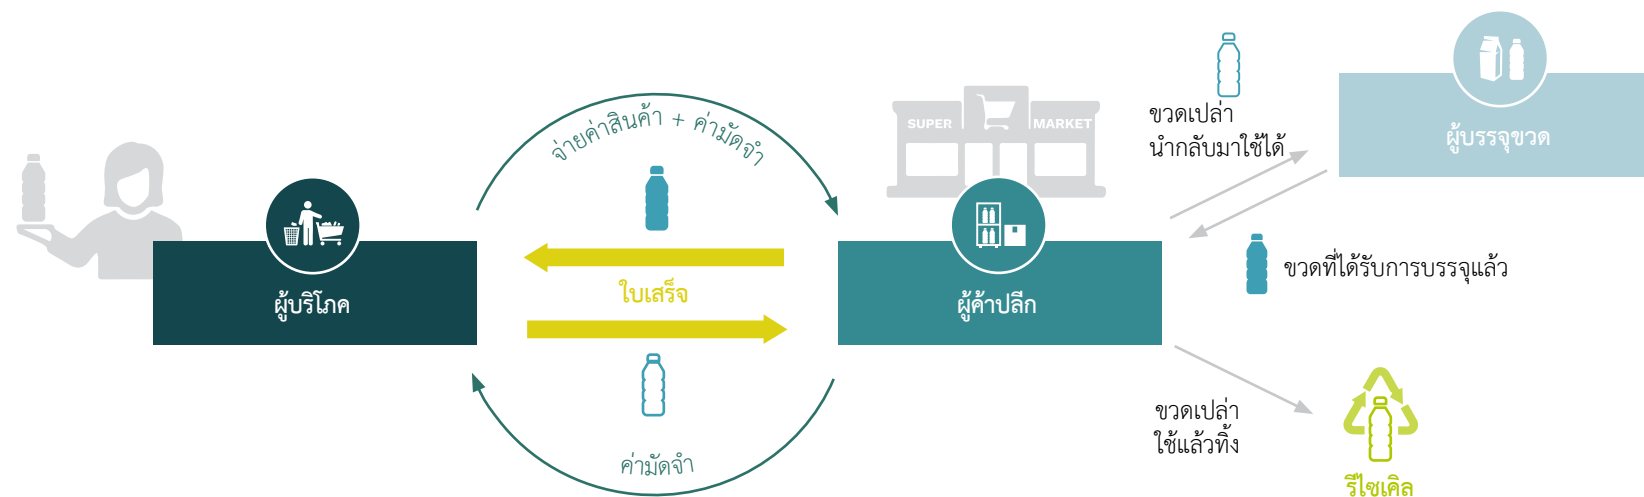 จ่ายค่าสินค้า + ค่ามัดจำ
SUPER MARKET
ขวดเปล่า
นำกลับมาใช้ได้
ผู้บรรจุขวด
ผู้บริโภค
ใบเสร็จ
ผู้ค้าปลีก
ขวดที่ได้รับการบรรจุแล้ว
ค่ามัดจำ
ขวดเปล่า
ใช้แล้วทิ้ง
รีไซเคิล